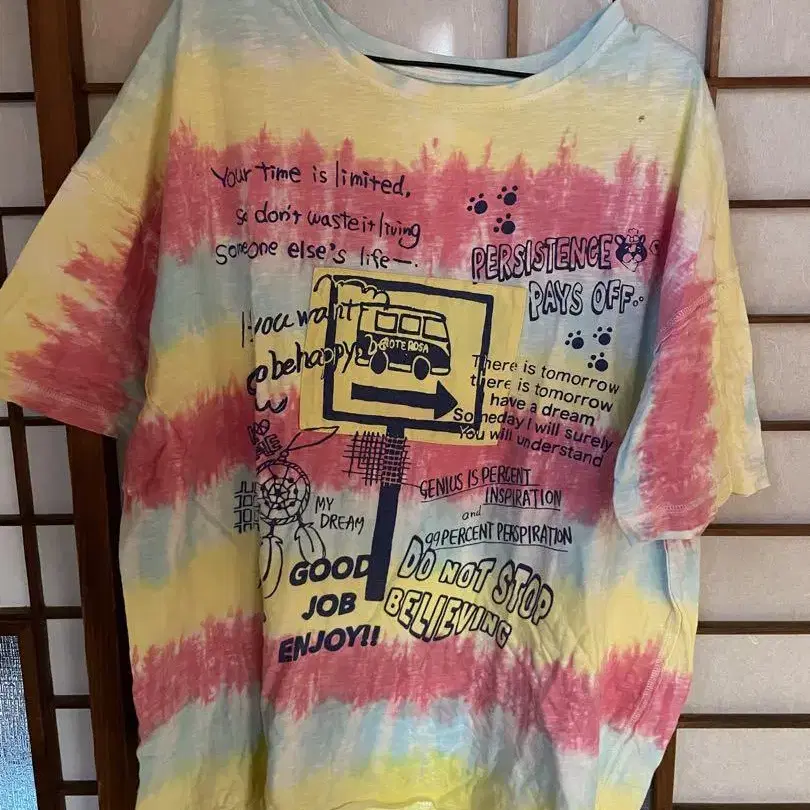 Your time is limited,
so don't waste it living
Someone else's life—.
PERSISTENCE
PAYS OFF..
If you want
to be happy, be
ROTE ROSA
There is tomorrow
there is tomorrow
have a dream
Someday I will surely
You will understand
GENIUS IS PERCENT
INSPIRATION
and
99 PERCENT PERSPIRATION
MY
DREAM
GOOD
JOB
ENJOY!!
DO NOT STOP
BELIEVING